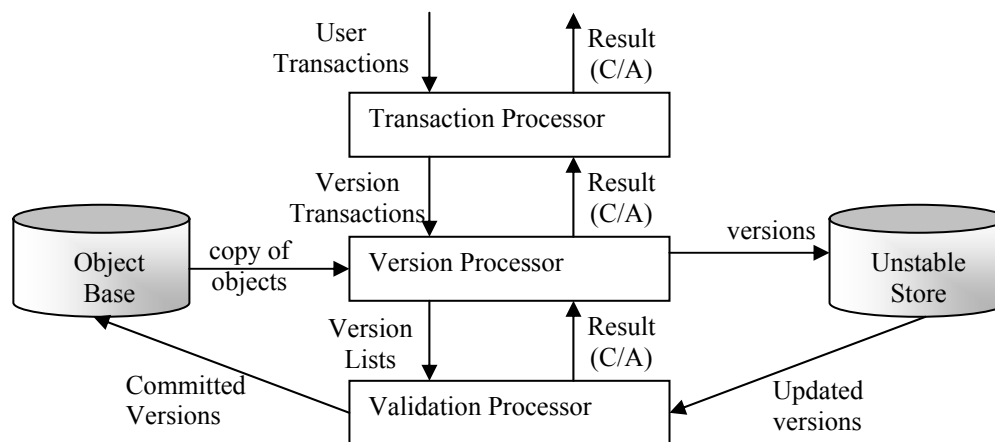 User
Transactions
Result
(C/A)
Transaction Processor
Version
Transactions
Result
(C/A)
Object
Base
copy of
objects
Version Processor
versions
Unstable
Store
Version
Lists
Result
(C/A)
Committed
Versions
Validation Processor
Updated
versions